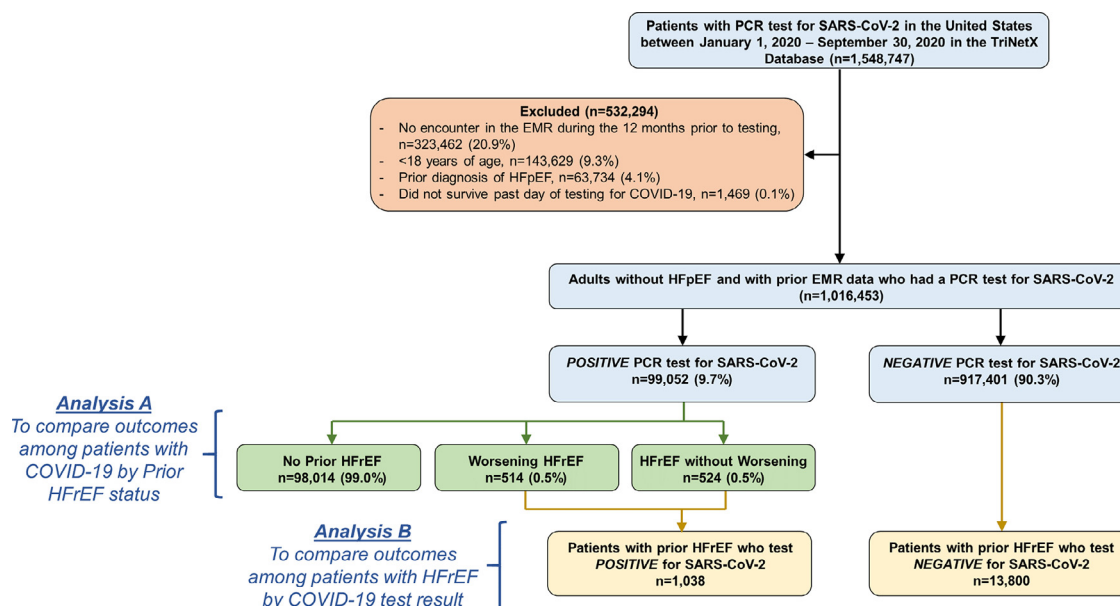 Patients with PCR test for SARS-CoV-2 in the United States
between January 1, 2020 – September 30, 2020 in the TriNetX
Database (n=1,548,747)
Excluded (n=532,294)
- No encounter in the EMR during the 12 months prior to testing,
n=323,462 (20.9%)
- <18 years of age, n=143,629 (9.3%)
- Prior diagnosis of HFpEF, n=63,734 (4.1%)
- Did not survive past day of testing for COVID-19, n=1,469 (0.1%)
Adults without HFpEF and with prior EMR data who had a PCR test for SARS-CoV-2
(n=1,016,453)
POSITIVE PCR test for SARS-CoV-2
n=99,052 (9.7%)
NEGATIVE PCR test for SARS-CoV-2
n=917,401 (90.3%)
Analysis A
To compare outcomes
among patients with
COVID-19 by Prior
HFrEF status
No Prior HFrEF
n=98,014 (99.0%)
Worsening HFrEF
n=514 (0.5%)
HFrEF without Worsening
n=524 (0.5%)
Analysis B
To compare outcomes
among patients with HFrEF
by COVID-19 test result
Patients with prior HFrEF who test
POSITIVE for SARS-CoV-2
n=1,038
Patients with prior HFrEF who test
NEGATIVE for SARS-CoV-2
n=13,800